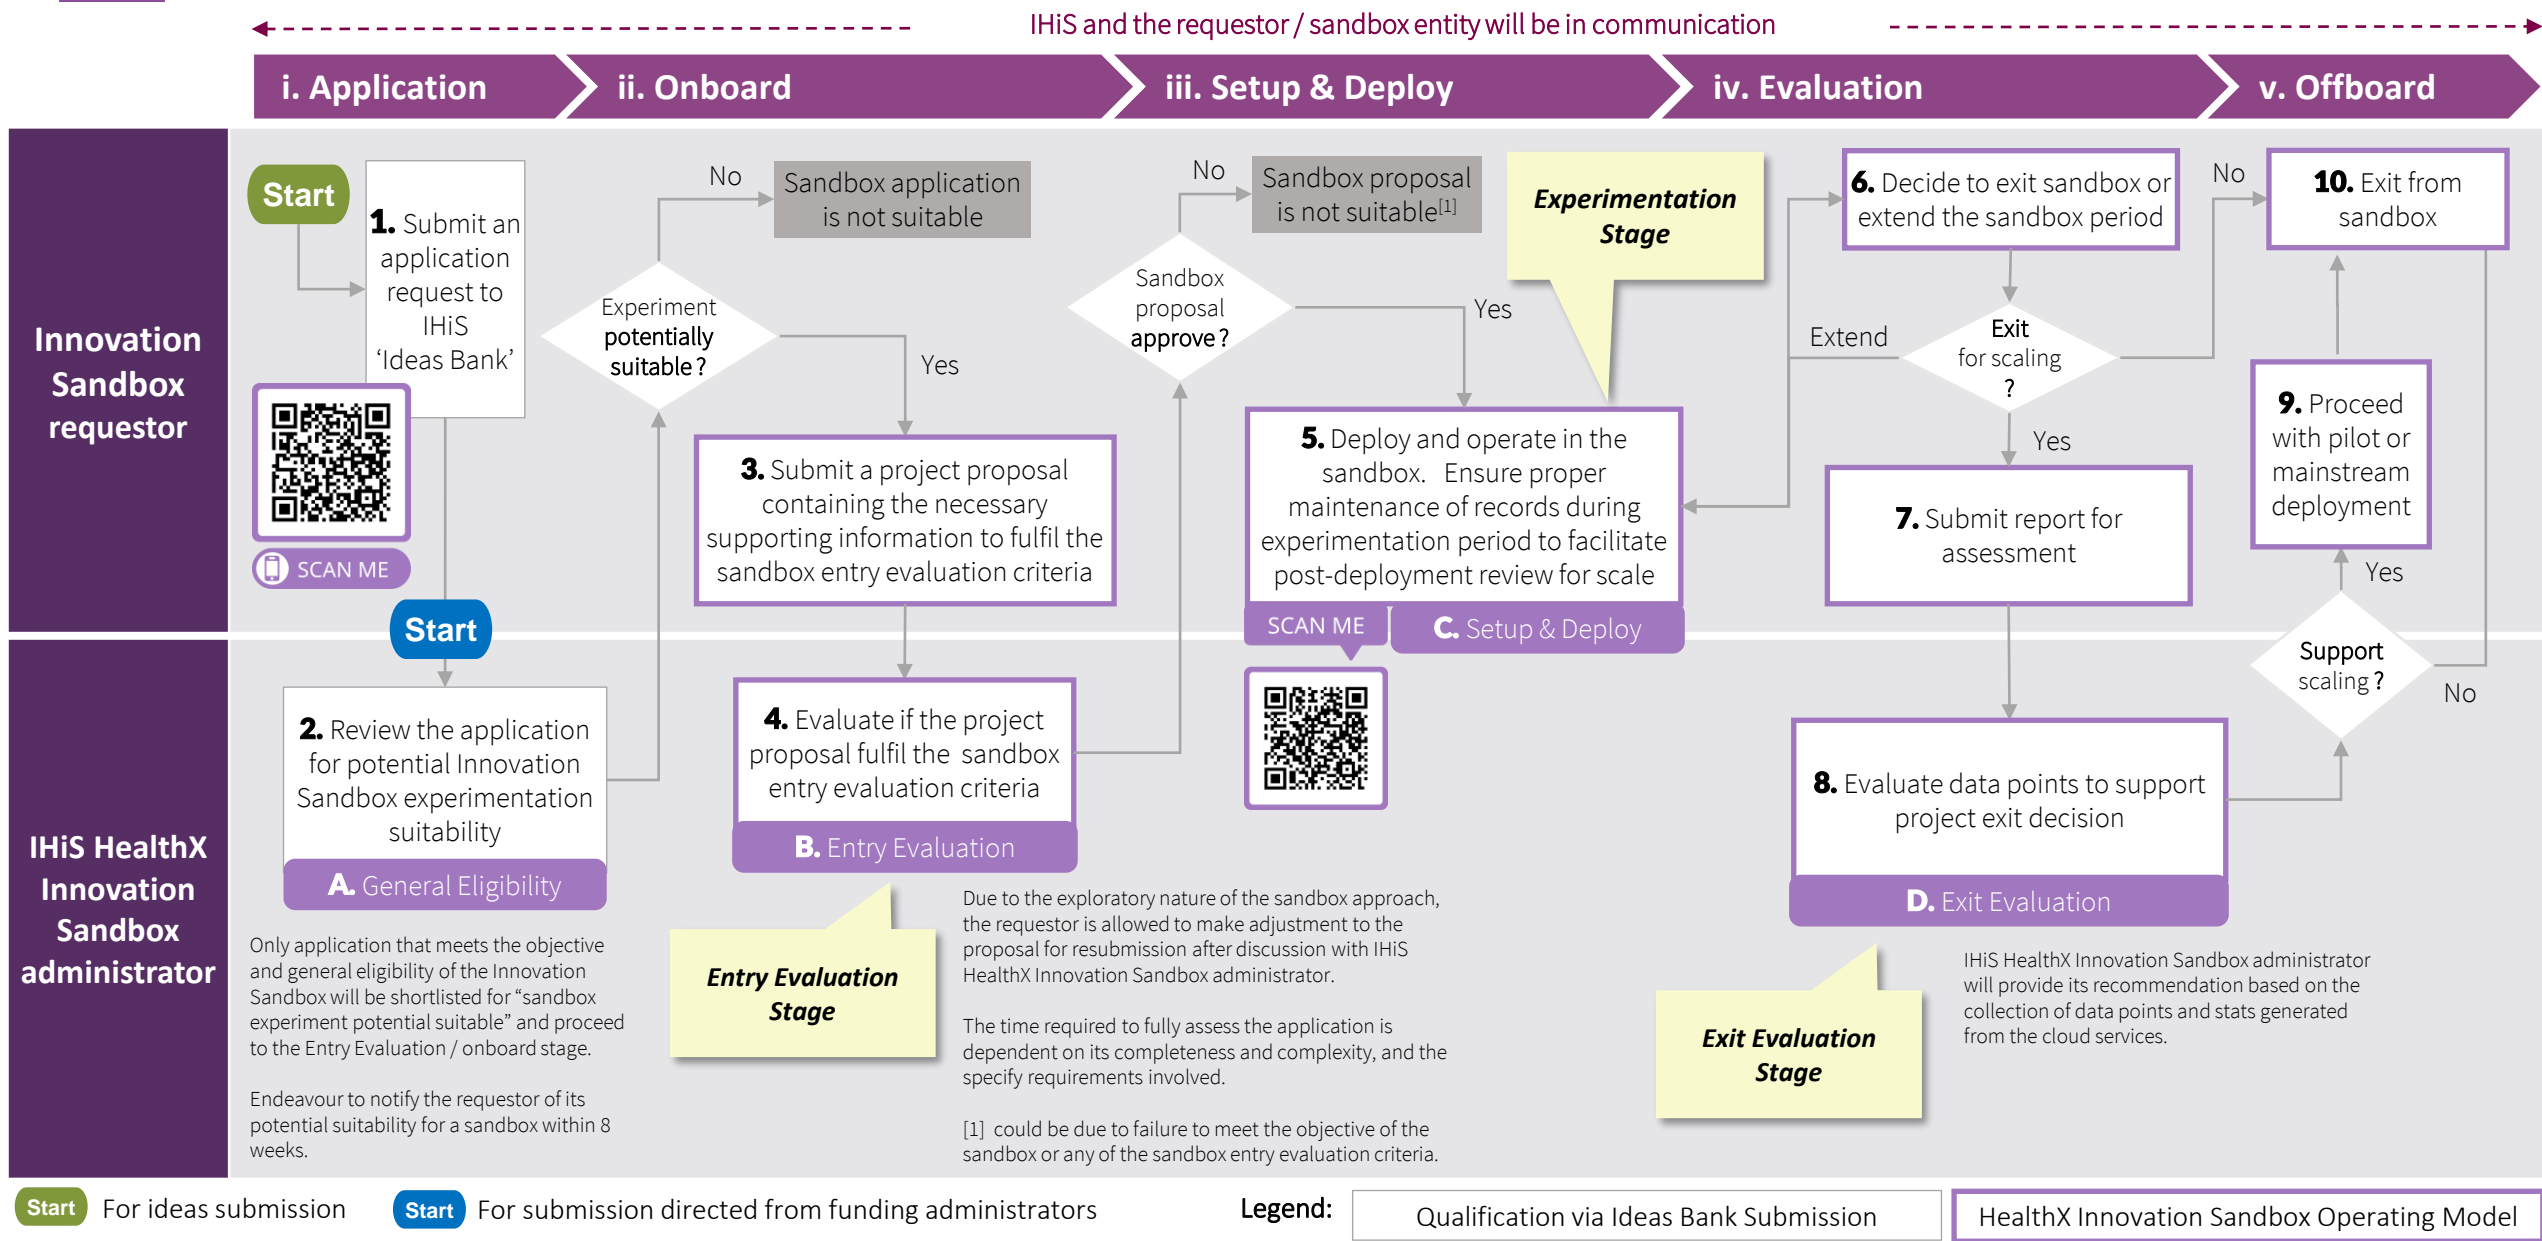 IHiS and the requestor / sandbox entity will be in communication
i. Application
ii. Onboard
iii. Setup & Deploy
iv. Evaluation
v. Offboard
Innovation
Sandbox
requestor
Start
1. Submit an
application
request to
IHiS
‘Ideas Bank’
SCAN ME
Start
No
Sandbox application
is not suitable
Experiment
potentially
suitable ?
Yes
3. Submit a project proposal
containing the necessary
supporting information to fulfil the
sandbox entry evaluation criteria
No
Sandbox proposal
is not suitable[1]
Sandbox
proposal
approve ?
Yes
Experimentation
Stage
5. Deploy and operate in the
sandbox. Ensure proper
maintenance of records during
experimentation period to facilitate
post-deployment review for scale
SCAN ME
C. Setup & Deploy
6. Decide to exit sandbox or
extend the sandbox period
No
Extend
Exit
for scaling
?
Yes
7. Submit report for
assessment
10. Exit from
sandbox
9. Proceed
with pilot or
mainstream
deployment
Yes
Support
scaling ?
No
IHiS HealthX
Innovation
Sandbox
administrator
2. Review the application
for potential Innovation
Sandbox experimentation
suitability
A. General Eligibility
Only application that meets the objective
and general eligibility of the Innovation
Sandbox will be shortlisted for “sandbox
experiment potential suitable” and proceed
to the Entry Evaluation / onboard stage.
Endeavour to notify the requestor of its
potential suitability for a sandbox within 8
weeks.
4. Evaluate if the project
proposal fulfil the sandbox
entry evaluation criteria
B. Entry Evaluation
Entry Evaluation
Stage
Due to the exploratory nature of the sandbox approach,
the requestor is allowed to make adjustment to the
proposal for resubmission after discussion with IHiS
HealthX Innovation Sandbox administrator.
The time required to fully assess the application is
dependent on its completeness and complexity, and the
specify requirements involved.
[1] could be due to failure to meet the objective of the
sandbox or any of the sandbox entry evaluation criteria.
8. Evaluate data points to support
project exit decision
D. Exit Evaluation
Exit Evaluation
Stage
IHiS HealthX Innovation Sandbox administrator
will provide its recommendation based on the
collection of data points and stats generated
from the cloud services.
Start For ideas submission
Start For submission directed from funding administrators
Legend:
Qualification via Ideas Bank Submission
HealthX Innovation Sandbox Operating Model